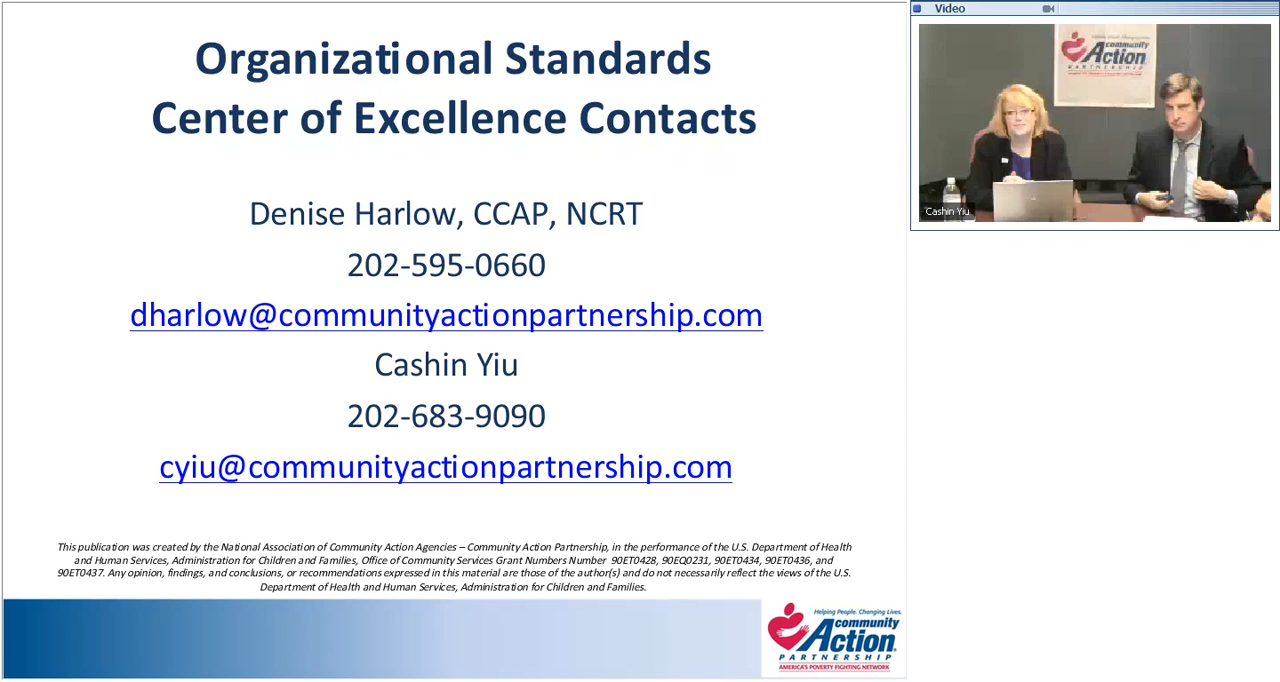 Organizational Standards
Center of Excellence Contacts
Denise Harlow, CCAP, NCRT
202-595-0660
dharlow@communityactionpartnership.com
Cashin Yiu
202-683-9090
cyiu@communityactionpartnership.com
This publication was created by the National Association of Community Action Agencies – Community Action Partnership, in the performance of the U.S. Department of Health
and Human Services, Administration for Children and Families, Office of Community Services Grant Numbers Number 90ET0428, 90EQ0231, 90ET0434, 90ET0436, and
90ET0437. Any opinion, findings, and conclusions, or recommendations expressed in this material are those of the author(s) and do not necessarily reflect the views of the U.S.
Department of Health and Human Services, Administration for Children and Families.
Helping People. Changing Lives.
community
Action
PARTNERSHIP
AMERICA'S POVERTY FIGHTING NETWORK
Video
community
Action
PARTNERSHIP
Cashin Yiu